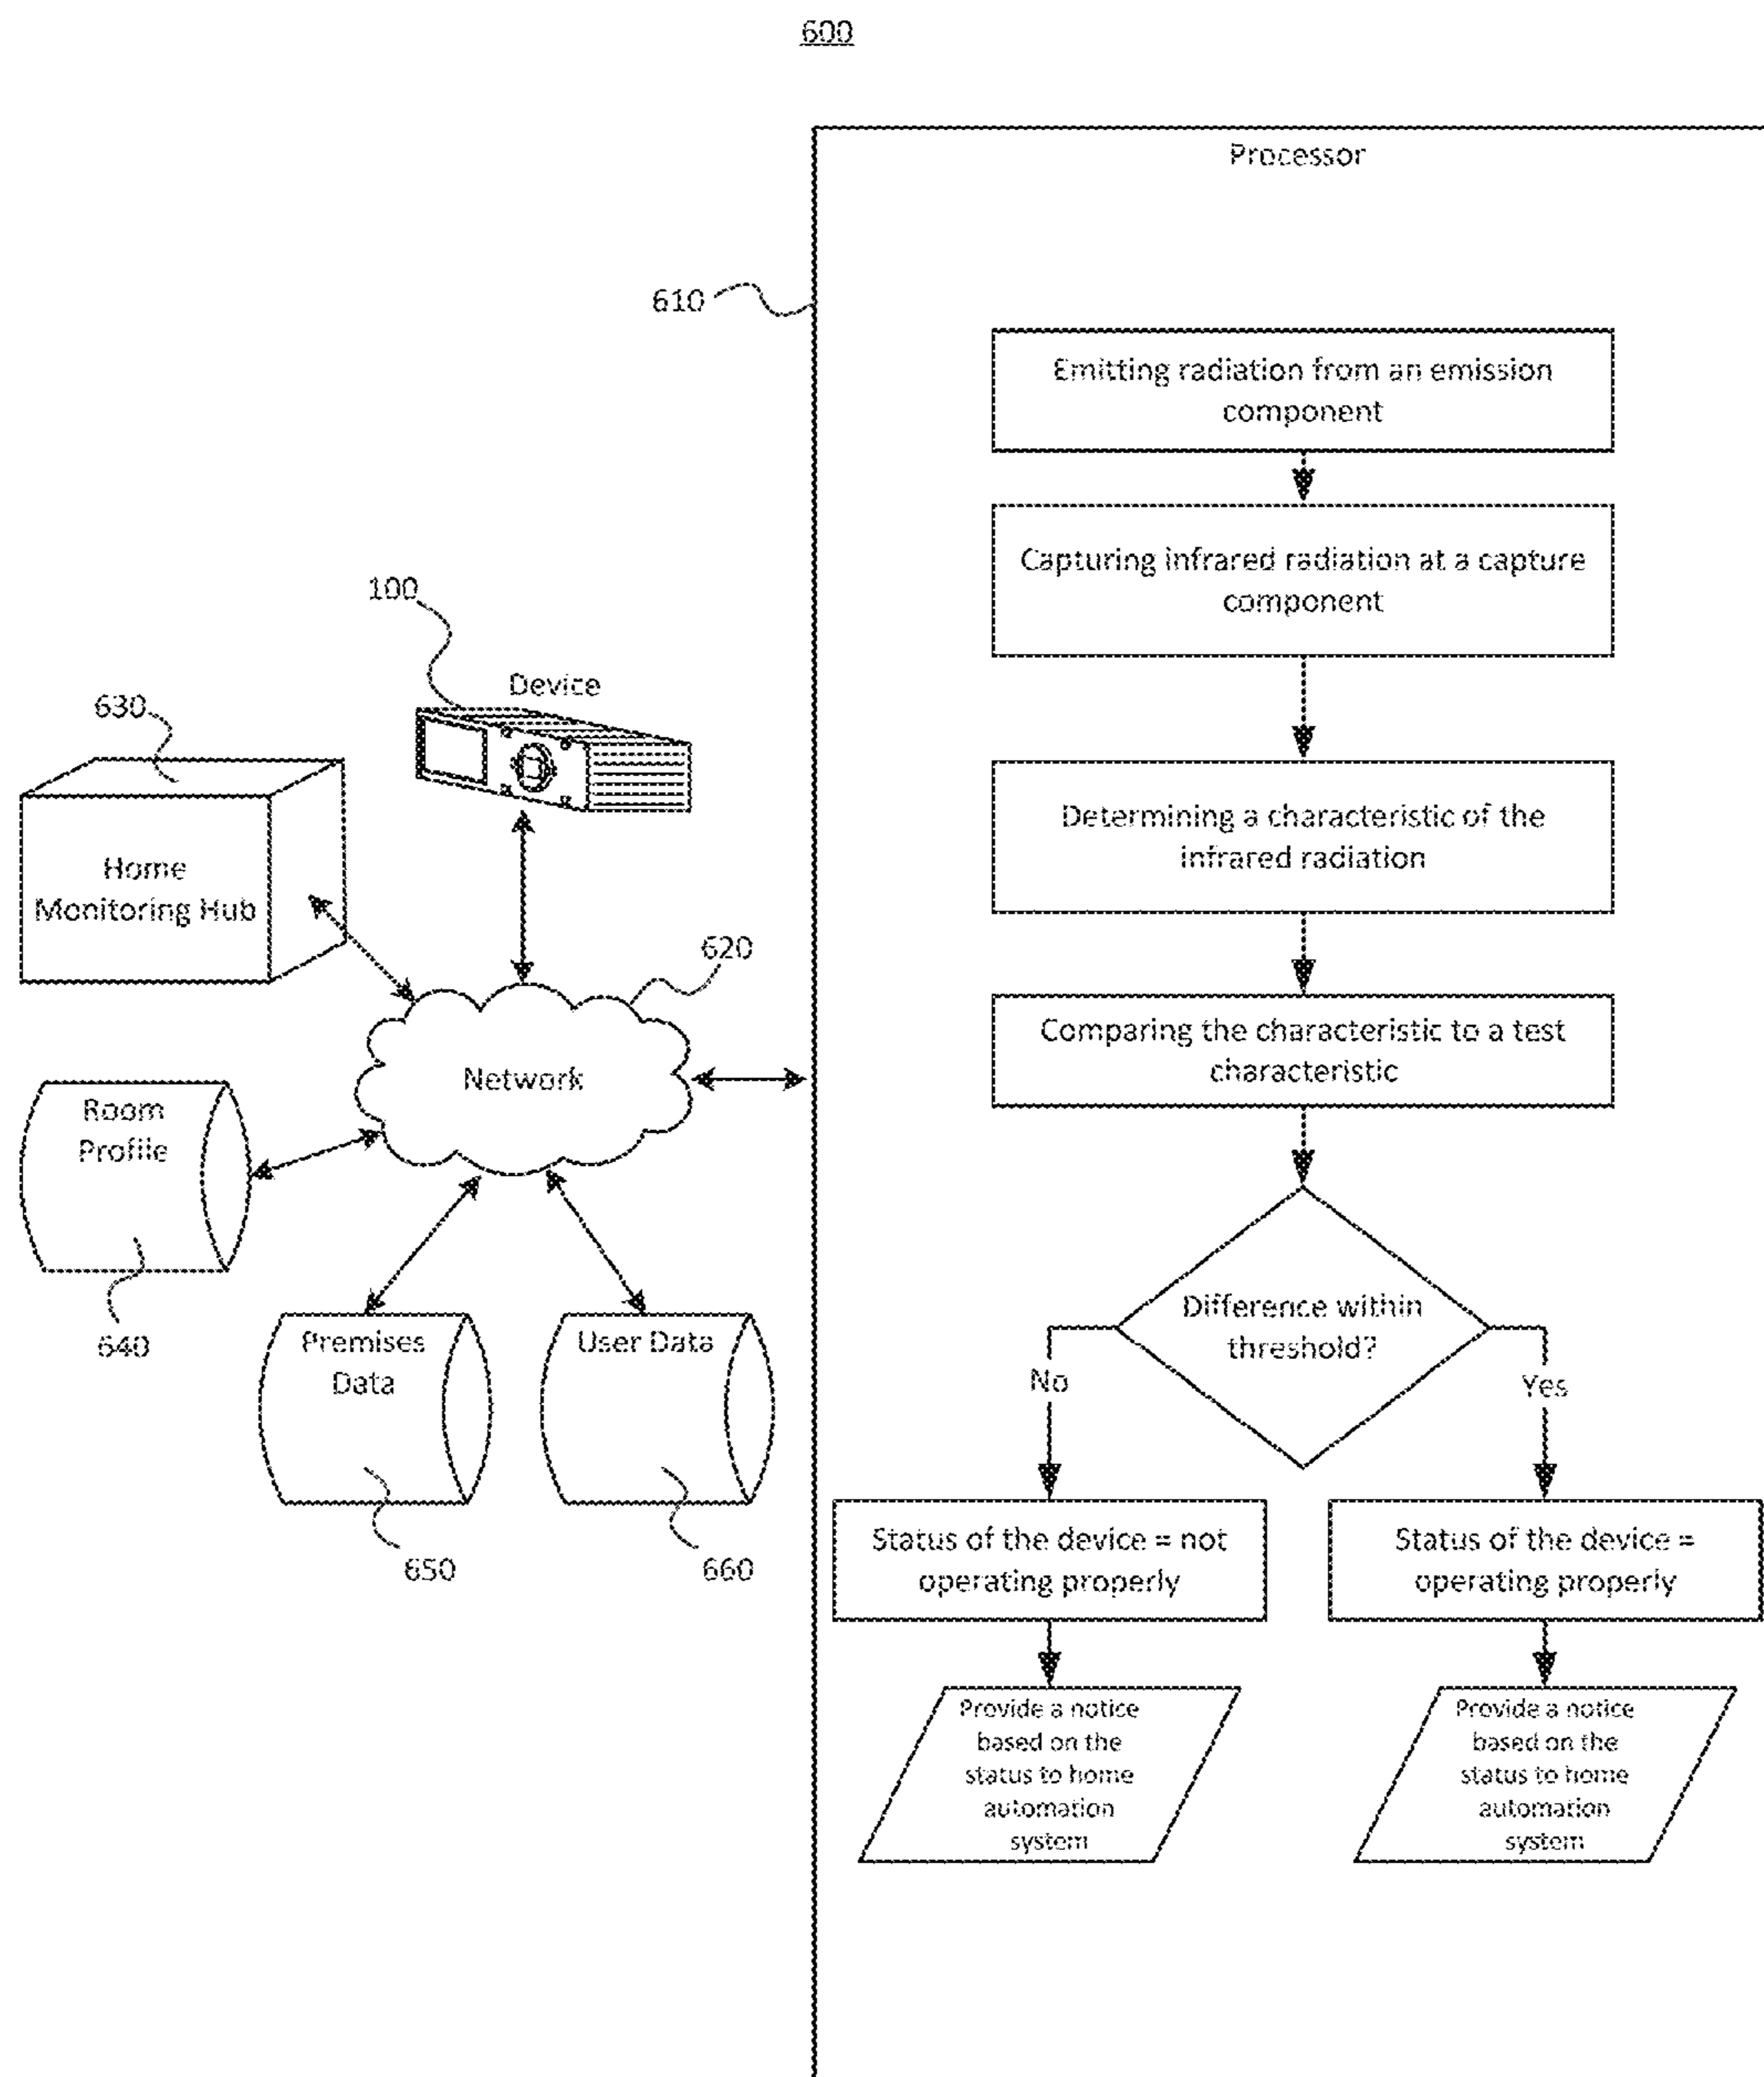 600
Processor
610
Emitting radiation from an emission
component
Capturing infrared radiation at a capture
component
100
Device
630
Home
Monitoring Hub
Determining a characteristic of the
infrared radiation
620
Network
Comparing the characteristic to a test
characteristic
Room
Profile
640
Premises
Data
650
User Data
660
Difference within
threshold?
No
Yes
Status of the device = not
operating properly
Status of the device =
operating properly
Provide a notice
based on the
status to home
automation
system
Provide a notice
based on the
status to home
automation
system